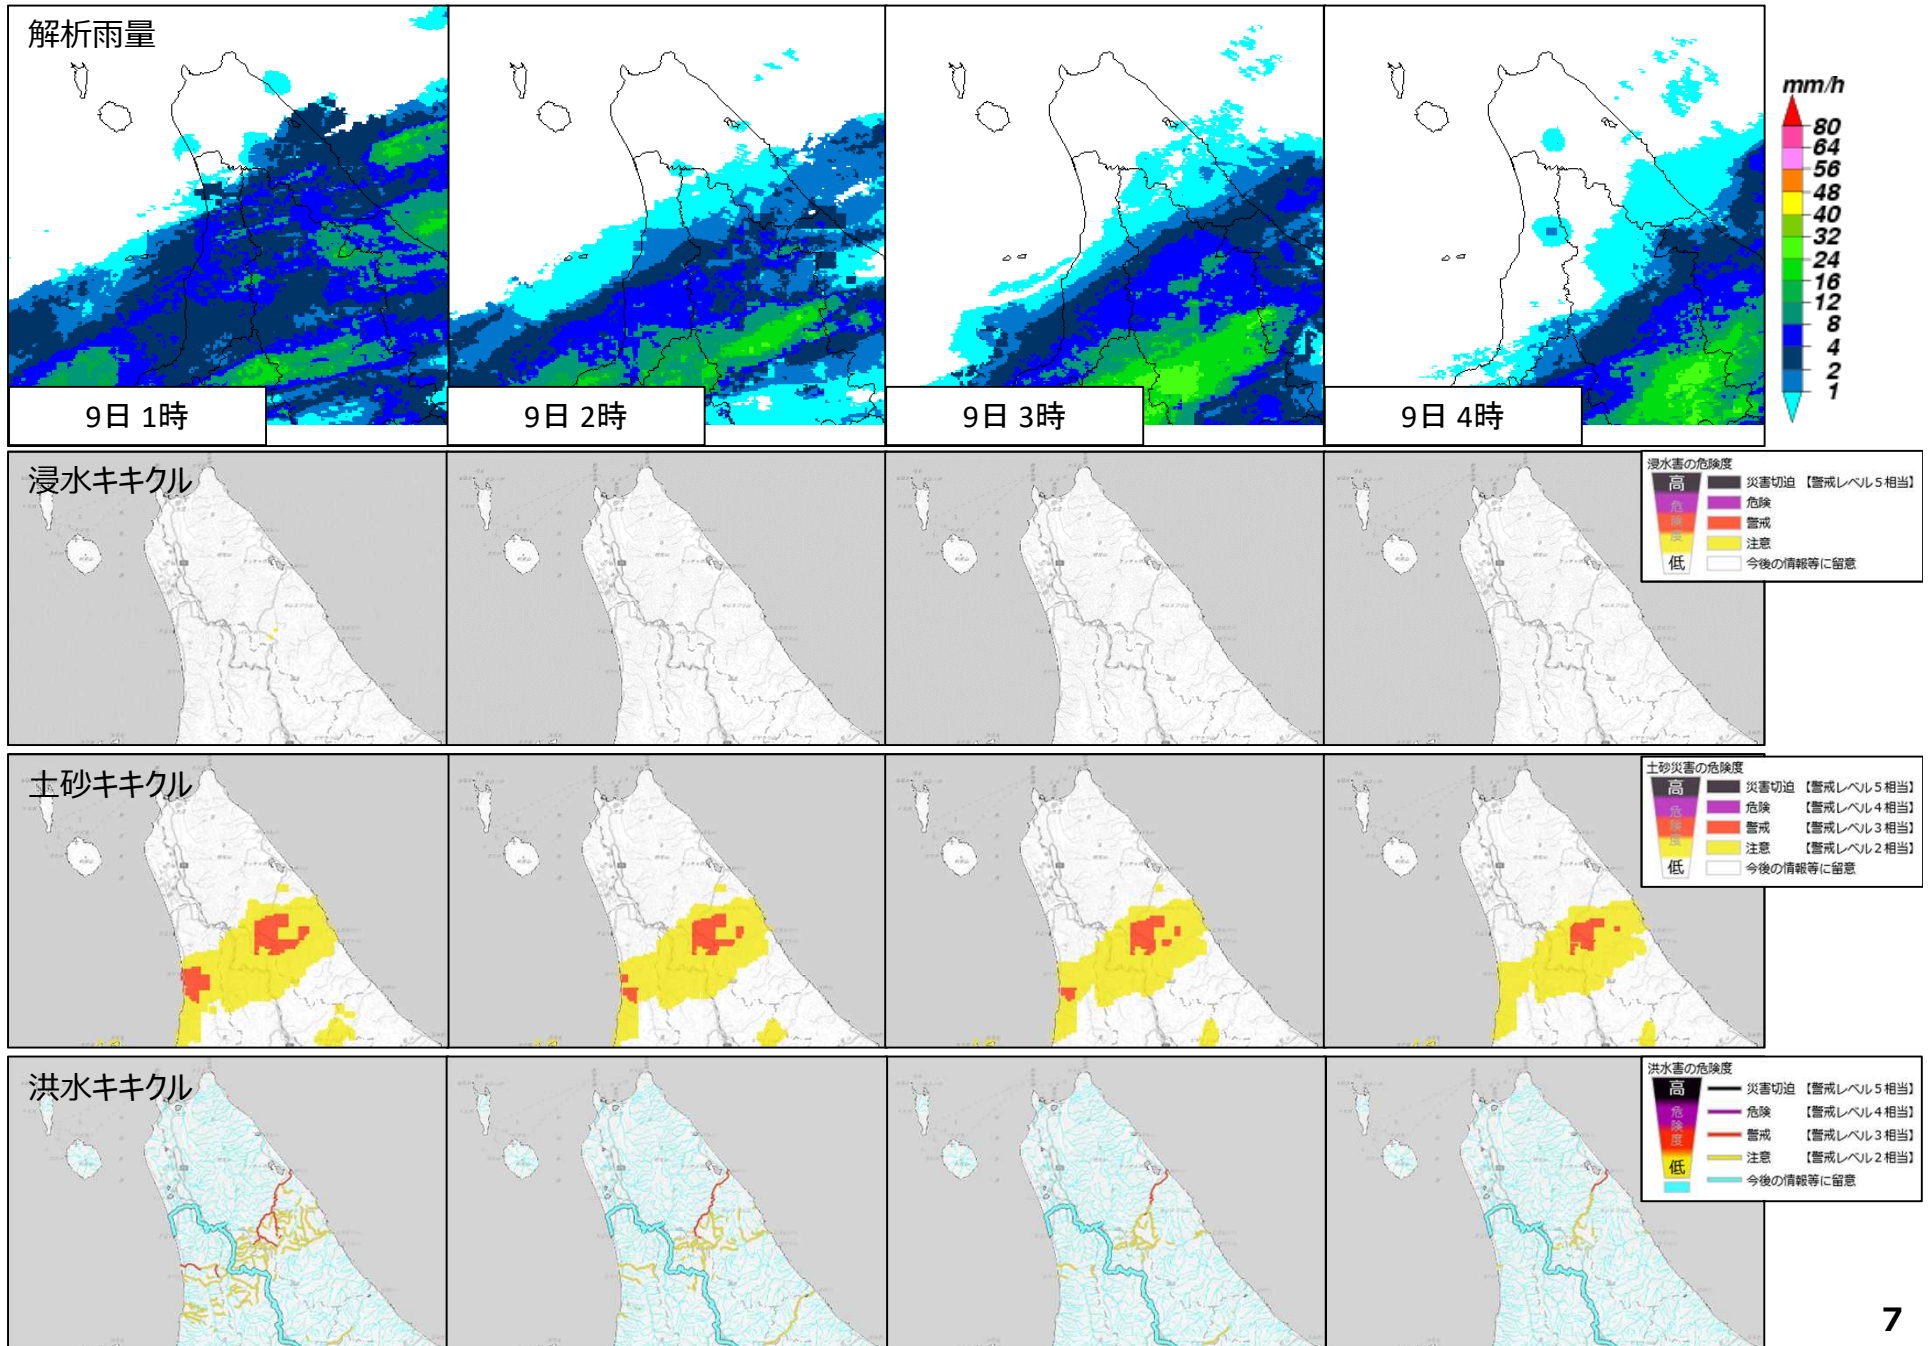 解析雨量
9日 1時
9日 2時
9日 3時
9日 4時
mm/h
80
64
56
48
40
32
24
16
12
8
4
2
1
浸水キキクル
浸水害の危険度
高
危険度
低
災害切迫 【警戒レベル5相当】
危険
警戒
注意
今後の情報等に留意
土砂キキクル
土砂災害の危険度
高
危険度
低
災害切迫 【警戒レベル5相当】
危険 【警戒レベル4相当】
警戒 【警戒レベル3相当】
注意 【警戒レベル2相当】
今後の情報等に留意
洪水キキクル
洪水害の危険度
高
危険度
低
災害切迫 【警戒レベル5相当】
危険 【警戒レベル4相当】
警戒 【警戒レベル3相当】
注意 【警戒レベル2相当】
今後の情報等に留意
7